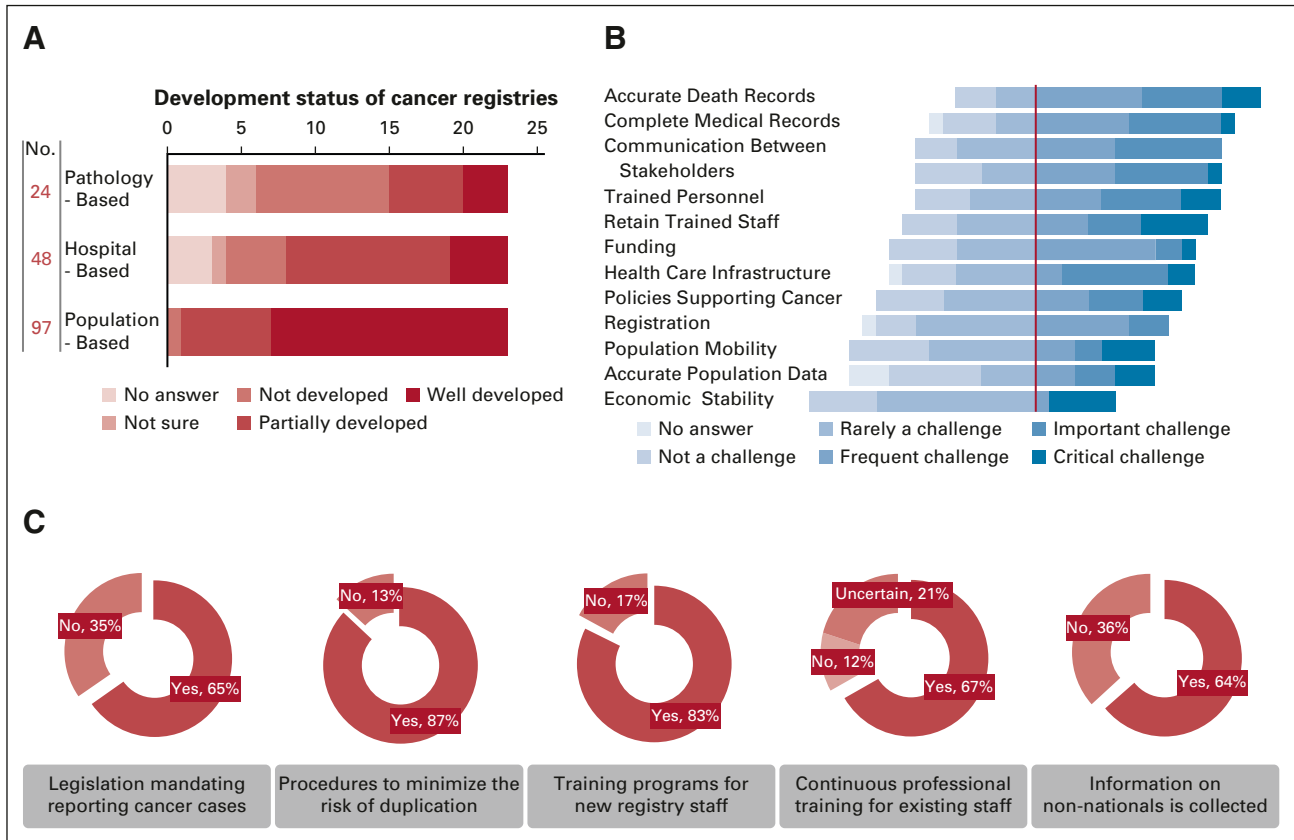 A
Development status of cancer registries
0 5 10 15 20 25
No.
24
Pathology
- Based
48
Hospital
- Based
97
Population
- Based
No answer
Not developed
Well developed
Not sure
Partially developed
B
Accurate Death Records
Complete Medical Records
Communication Between
Stakeholders
Trained Personnel
Retain Trained Staff
Funding
Health Care Infrastructure
Policies Supporting Cancer
Registration
Population Mobility
Accurate Population Data
Economic Stability
No answer
Rarely a challenge
Important challenge
Not a challenge
Frequent challenge
Critical challenge
C
No, 35%
Yes, 65%
Legislation mandating
reporting cancer cases
No, 13%
Yes, 87%
Procedures to minimize the
risk of duplication
No, 17%
Yes, 83%
Training programs for
new registry staff
Uncertain, 21%
No, 12%
Yes, 67%
Continuous professional
training for existing staff
No, 36%
Yes, 64%
Information on
non-nationals is collected